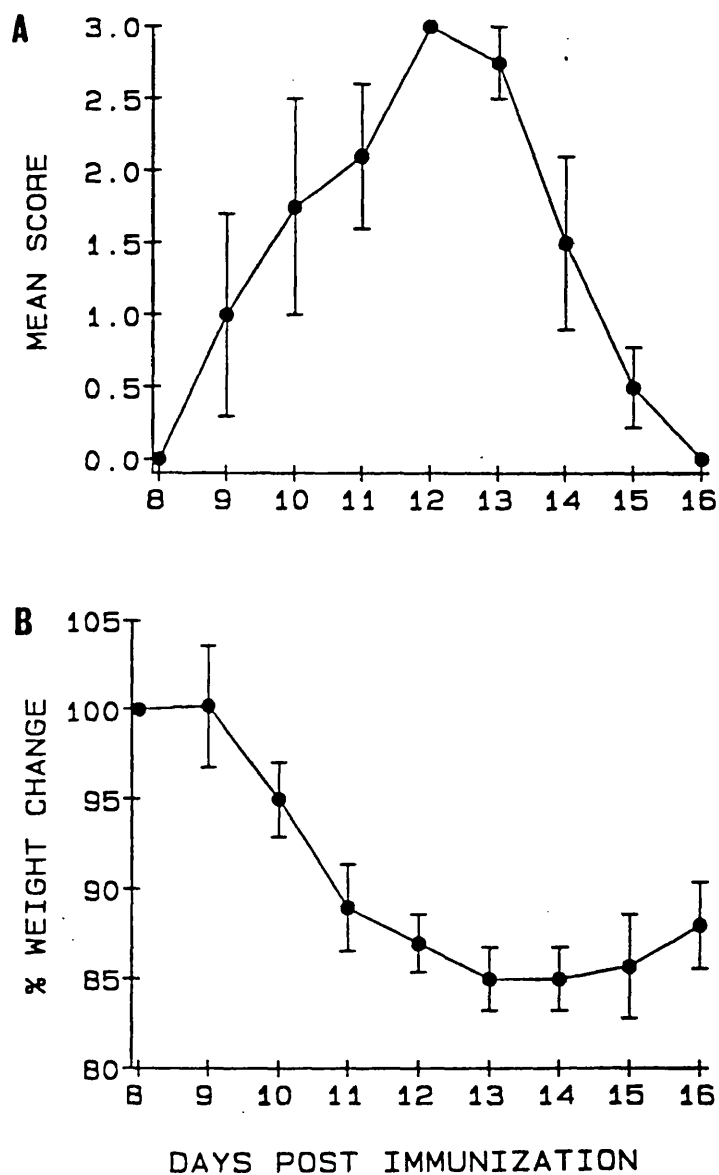 A
MEAN SCORE
3.0
2.5
2.0
1.5
1.0
0.5
0.0
8 9 10 11 12 13 14 15 16
B
% WEIGHT CHANGE
105
100
95
90
85
80
8 9 10 11 12 13 14 15 16
DAYS POST IMMUNIZATION